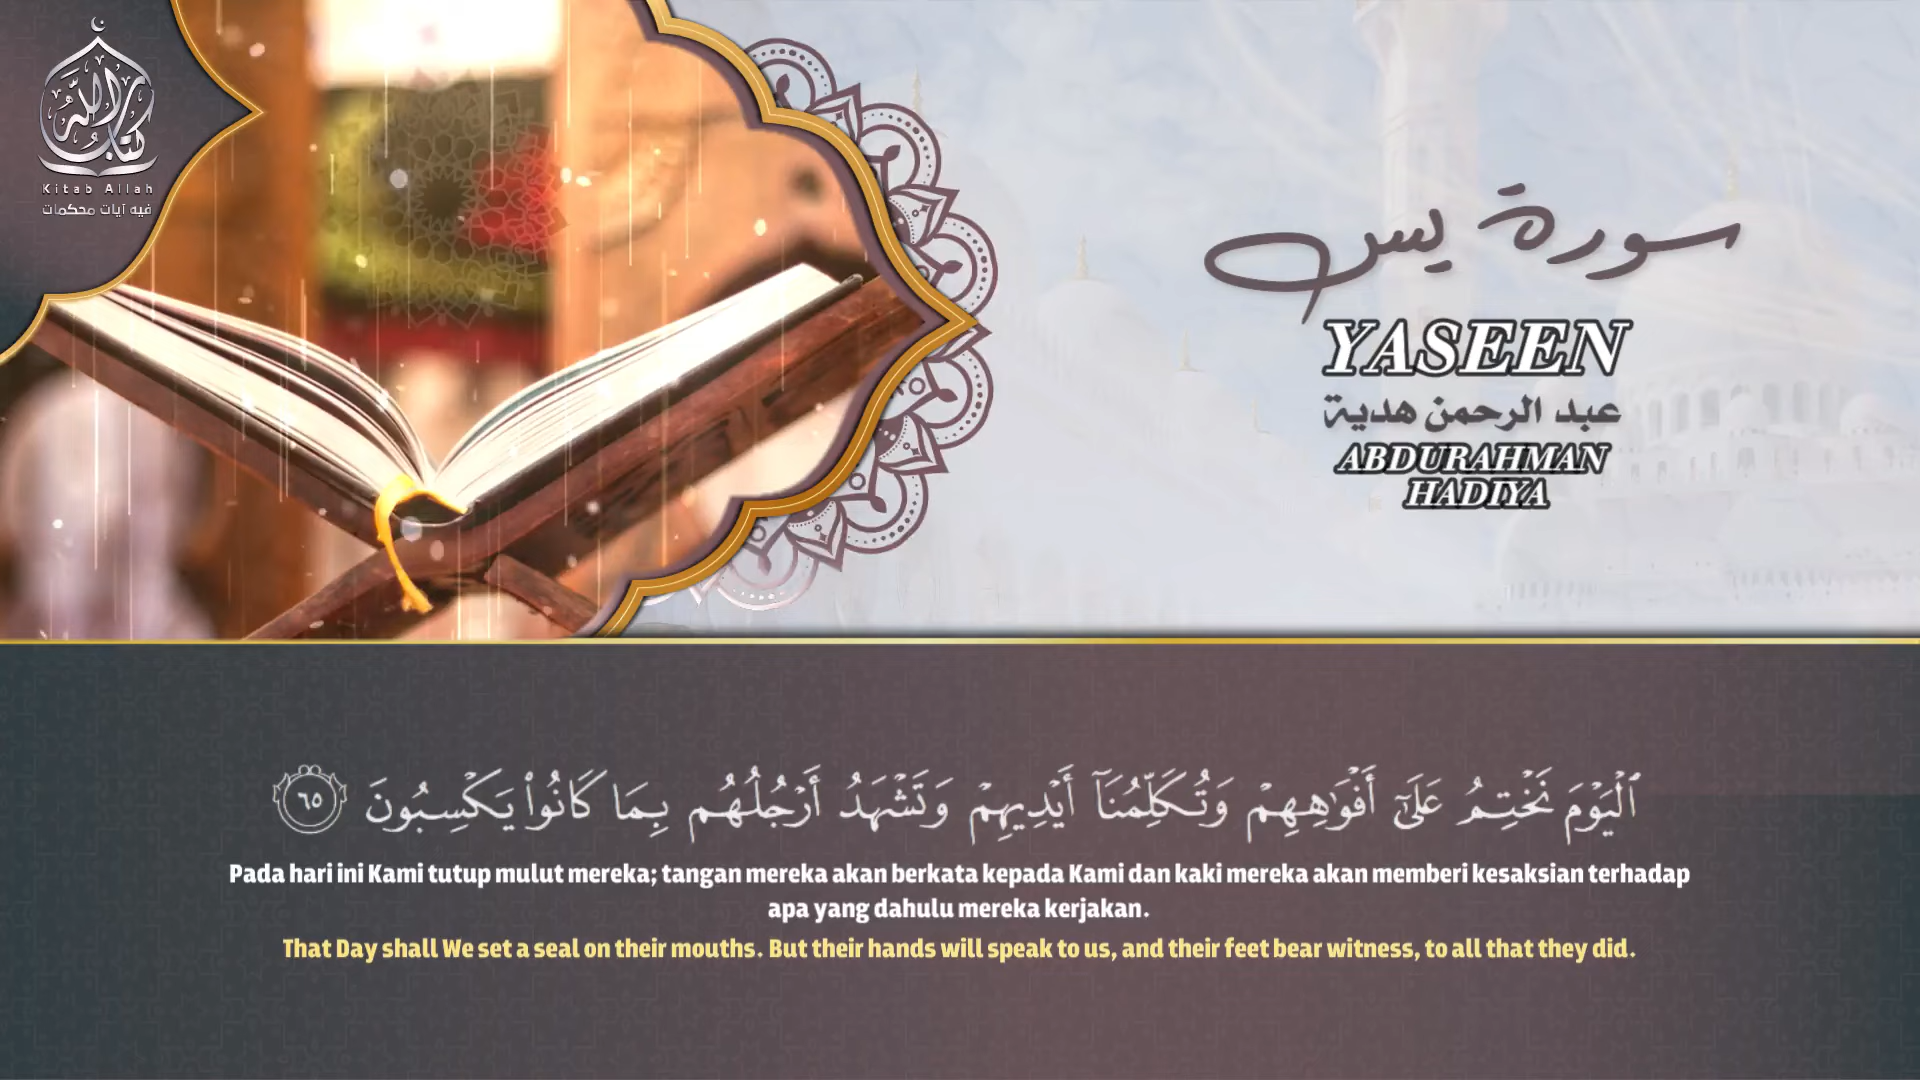 كتاب الله
Kitab Allah
فيه آيات محكمات
سورة يس
YASEEN
عبد الرحمن هدية
ABDURAHMAN
HADIYA
ٱلْيَوْمَ نَخْتِمُ عَلَىٰٓ أَفْوَٰهِهِمْ وَتُكَلِّمُنَآ أَيْدِيهِمْ وَتَشْهَدُ أَرْجُلُهُم بِمَا كَانُوا۟ يَكْسِبُونَ ٦٥
Pada hari ini Kami tutup mulut mereka; tangan mereka akan berkata kepada Kami dan kaki mereka akan memberi kesaksian terhadap
apa yang dahulu mereka kerjakan.
That Day shall We set a seal on their mouths. But their hands will speak to us, and their feet bear witness, to all that they did.